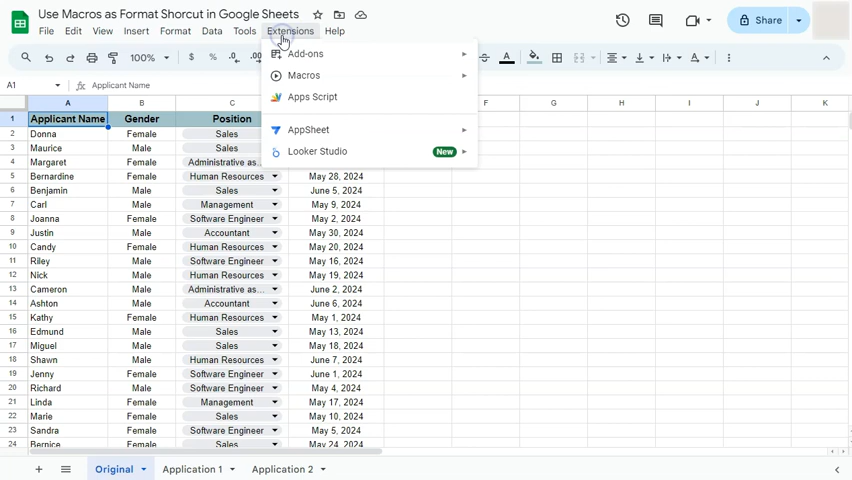 Use Macros as Format Shorcut in Google Sheets
File Edit View Insert Format Data Tools Extensions Help
Share
100% $ % .0 .00
Add-ons
Macros
Apps Script
AppSheet
Looker Studio New
A1 fx Applicant Name
A B C F G H I J K
1 Applicant Name Gender Position
2 Donna Female Sales
3 Maurice Male Sales
4 Margaret Female Administrative as...
5 Bernardine Female Human Resources May 28, 2024
6 Benjamin Male Sales June 5, 2024
7 Carl Male Management May 9, 2024
8 Joanna Female Software Engineer May 2, 2024
9 Justin Male Accountant May 30, 2024
10 Candy Female Human Resources May 20, 2024
11 Riley Male Software Engineer May 16, 2024
12 Nick Male Human Resources May 19, 2024
13 Cameron Male Administrative as... June 2, 2024
14 Ashton Male Accountant June 6, 2024
15 Kathy Female Human Resources May 1, 2024
16 Edmund Male Sales May 13, 2024
17 Miguel Male Sales May 18, 2024
18 Shawn Male Human Resources June 7, 2024
19 Jenny Female Software Engineer June 1, 2024
20 Richard Male Software Engineer May 4, 2024
21 Linda Female Management May 17, 2024
22 Marie Female Sales May 10, 2024
23 Sandra Female Software Engineer May 5, 2024
24 Bernice Female Sales May 24, 2024
Original Application 1 Application 2